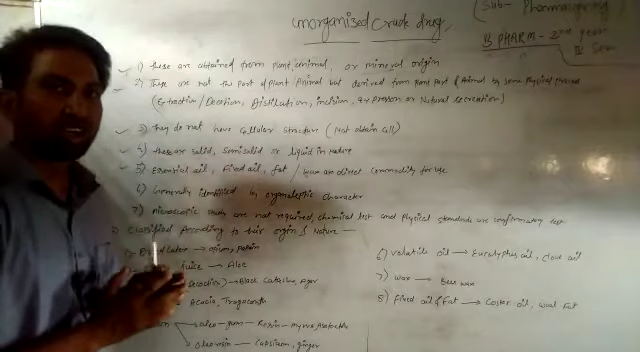 (Sub- Pharmacognosy)
unorganised Crude drug,
B PHARM - 2nd year
IV Sem
1) These are obtained from plant, animal, or mineral origin
2) These are not the part of plant Animal but derived from plant part & Animal by some Physical process
(Extraction / Decotion, Distillation, incision, Expression or Natural Secreation)
3) They do not have Cellular structure (Not obtain Cell)
4) These are solid, Semisolid or liquid in nature
5) Essential oil, Fixed oil, fat / wax are direct commodity for use
6) Generally identified by organoleptic character
7) Microscopic study are not required, chemical test and Physical standards are confirmatory test
Classified According to their orgin & Nature —
Latex → opium, Papain
juice → Aloe
→ Black Catechu, Agar
Acacia, Tragacanth
oleo-gum-Resin - myrrh, Asafoetida
oleoresin — Capsicum, ginger
6) Volatile oil → Eucalyptus oil, clove oil
7) Wax → Bees wax
8) Fixed oil & Fat → Castor oil, wool Fat